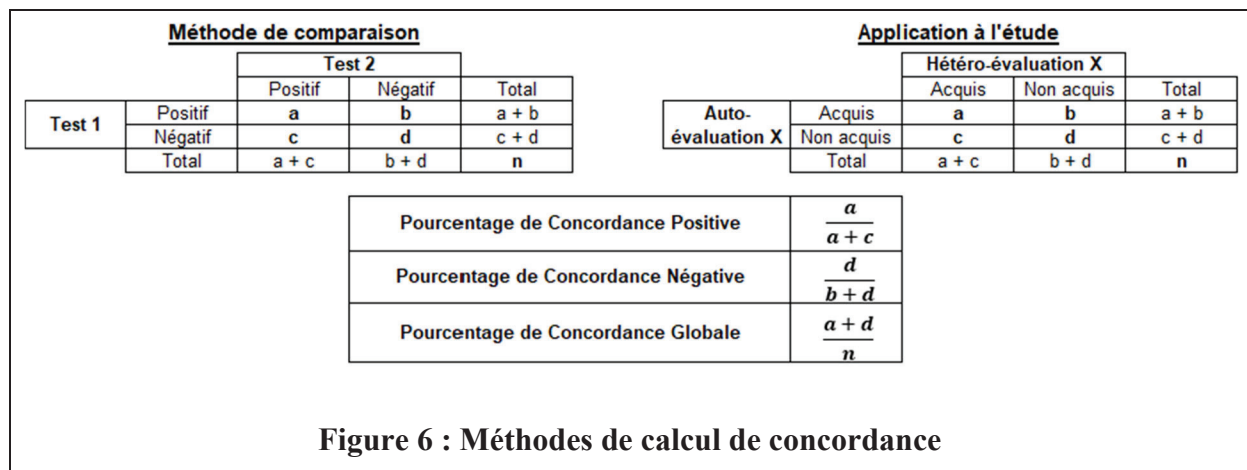 Méthode de comparaison
Test 2
Positif Négatif Total
Test 1 Positif a b a + b
Négatif c d c + d
Total a + c b + d n
Application à l'étude
Hétéro-évaluation X
Acquis Non acquis Total
Auto- Acquis a b a + b
évaluation X Non acquis c d c + d
Total a + c b + d n
Pourcentage de Concordance Positive a / a + c
Pourcentage de Concordance Négative d / b + d
Pourcentage de Concordance Globale a + d / n
Figure 6 : Méthodes de calcul de concordance